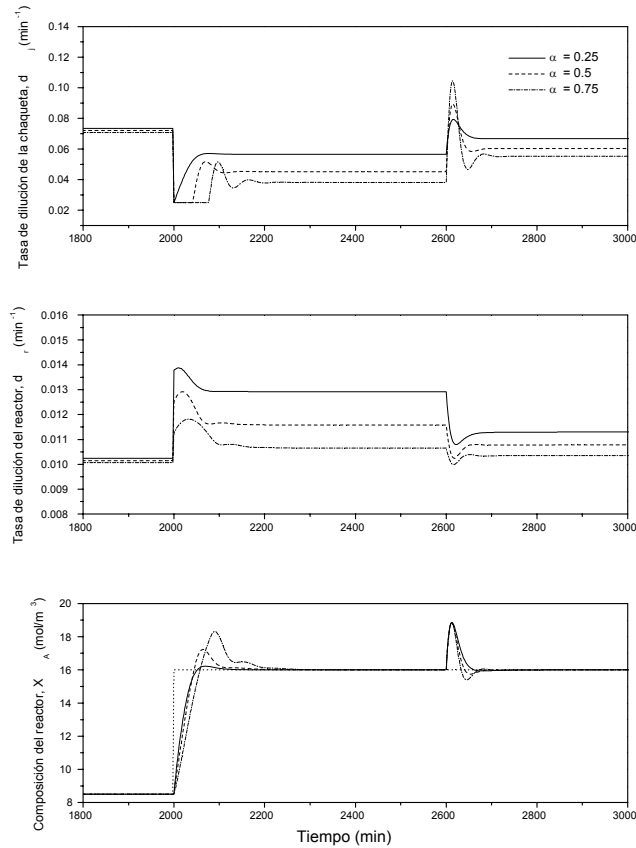 Tasa de dilución de la chaqueta, d j (min -1)
0.14
0.12
0.10
0.08
0.06
0.04
0.02
α = 0.25
α = 0.5
α = 0.75
1800 2000 2200 2400 2600 2800 3000
Tasa de dilución del reactor, d r (min -1)
0.016
0.015
0.014
0.013
0.012
0.011
0.010
0.009
0.008
1800 2000 2200 2400 2600 2800 3000
Composición del reactor, X A (mol/m 3)
20
18
16
14
12
10
8
1800 2000 2200 2400 2600 2800 3000
Tiempo (min)